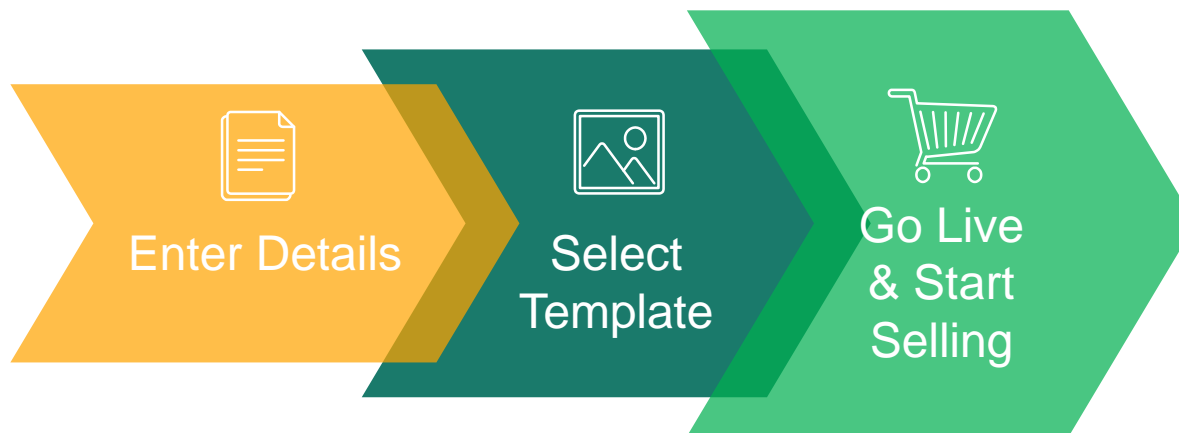 Enter Details
Select
Template
Go Live
& Start
Selling